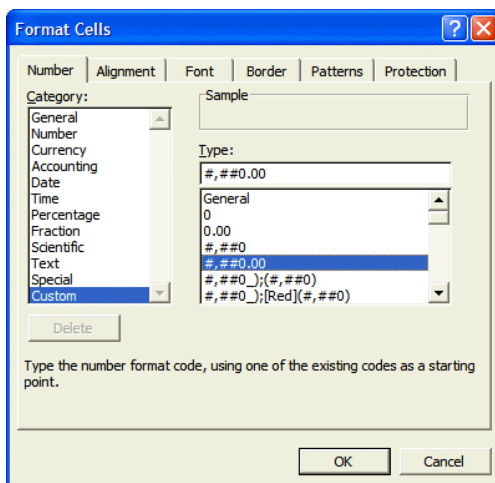 Format Cells
Number Alignment Font Border Patterns Protection
Category:
General
Number
Currency
Accounting
Date
Time
Percentage
Fraction
Scientific
Text
Special
Custom
Sample
Type:
#,##0.00
General
0
0.00
#,##0
#,##0.00
#,##0_);(#,##0)
#,##0_);[Red](#,##0)
Delete
Type the number format code, using one of the existing codes as a starting
point.
OK Cancel